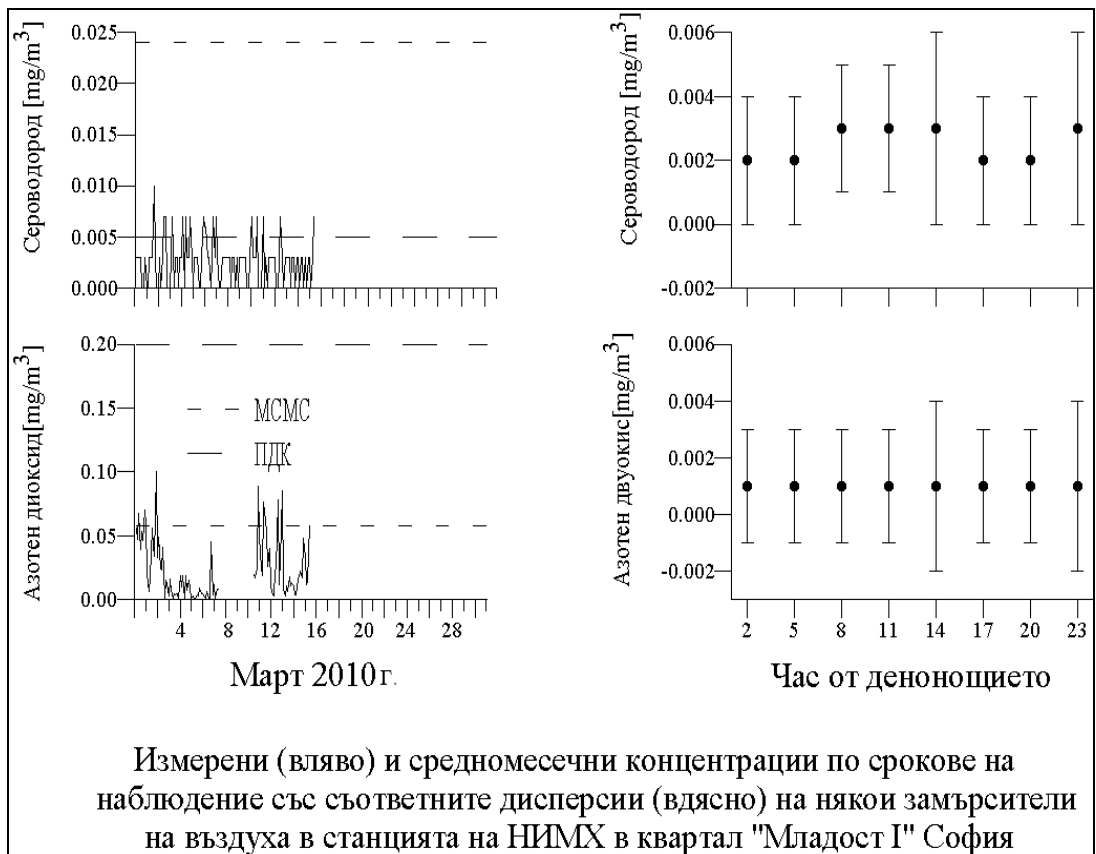 Сероводород [mg/m³]
0.025
0.020
0.015
0.010
0.005
0.000
Сероводород [mg/m³]
0.006
0.004
0.002
0.000
-0.002
Азотен диоксид[mg/m³]
0.20
0.15
0.10
0.05
0.00
МСМС
ПДК
4 8 12 16 20 24 28
Март 2010 г.
Азотен двуокис[mg/m³]
0.006
0.004
0.002
0.000
-0.002
2 5 8 11 14 17 20 23
Час от денонощието
Измерени (вляво) и средномесечни концентрации по срокове на
наблюдение със съответните дисперсии (вдясно) на някои замърсители
на въздуха в станцията на НИМХ в квартал "Младост I" София